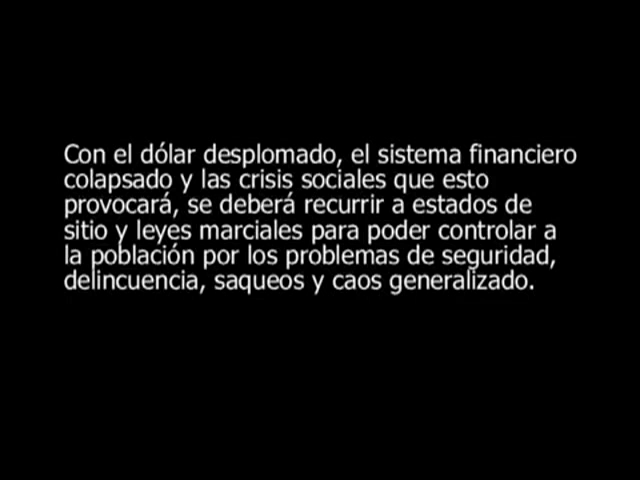 Con el dólar desplomado, el sistema financiero
colapsado y las crisis sociales que esto
provocará, se deberá recurrir a estados de
sitio y leyes marciales para poder controlar a
la población por los problemas de seguridad,
delincuencia, saqueos y caos generalizado.